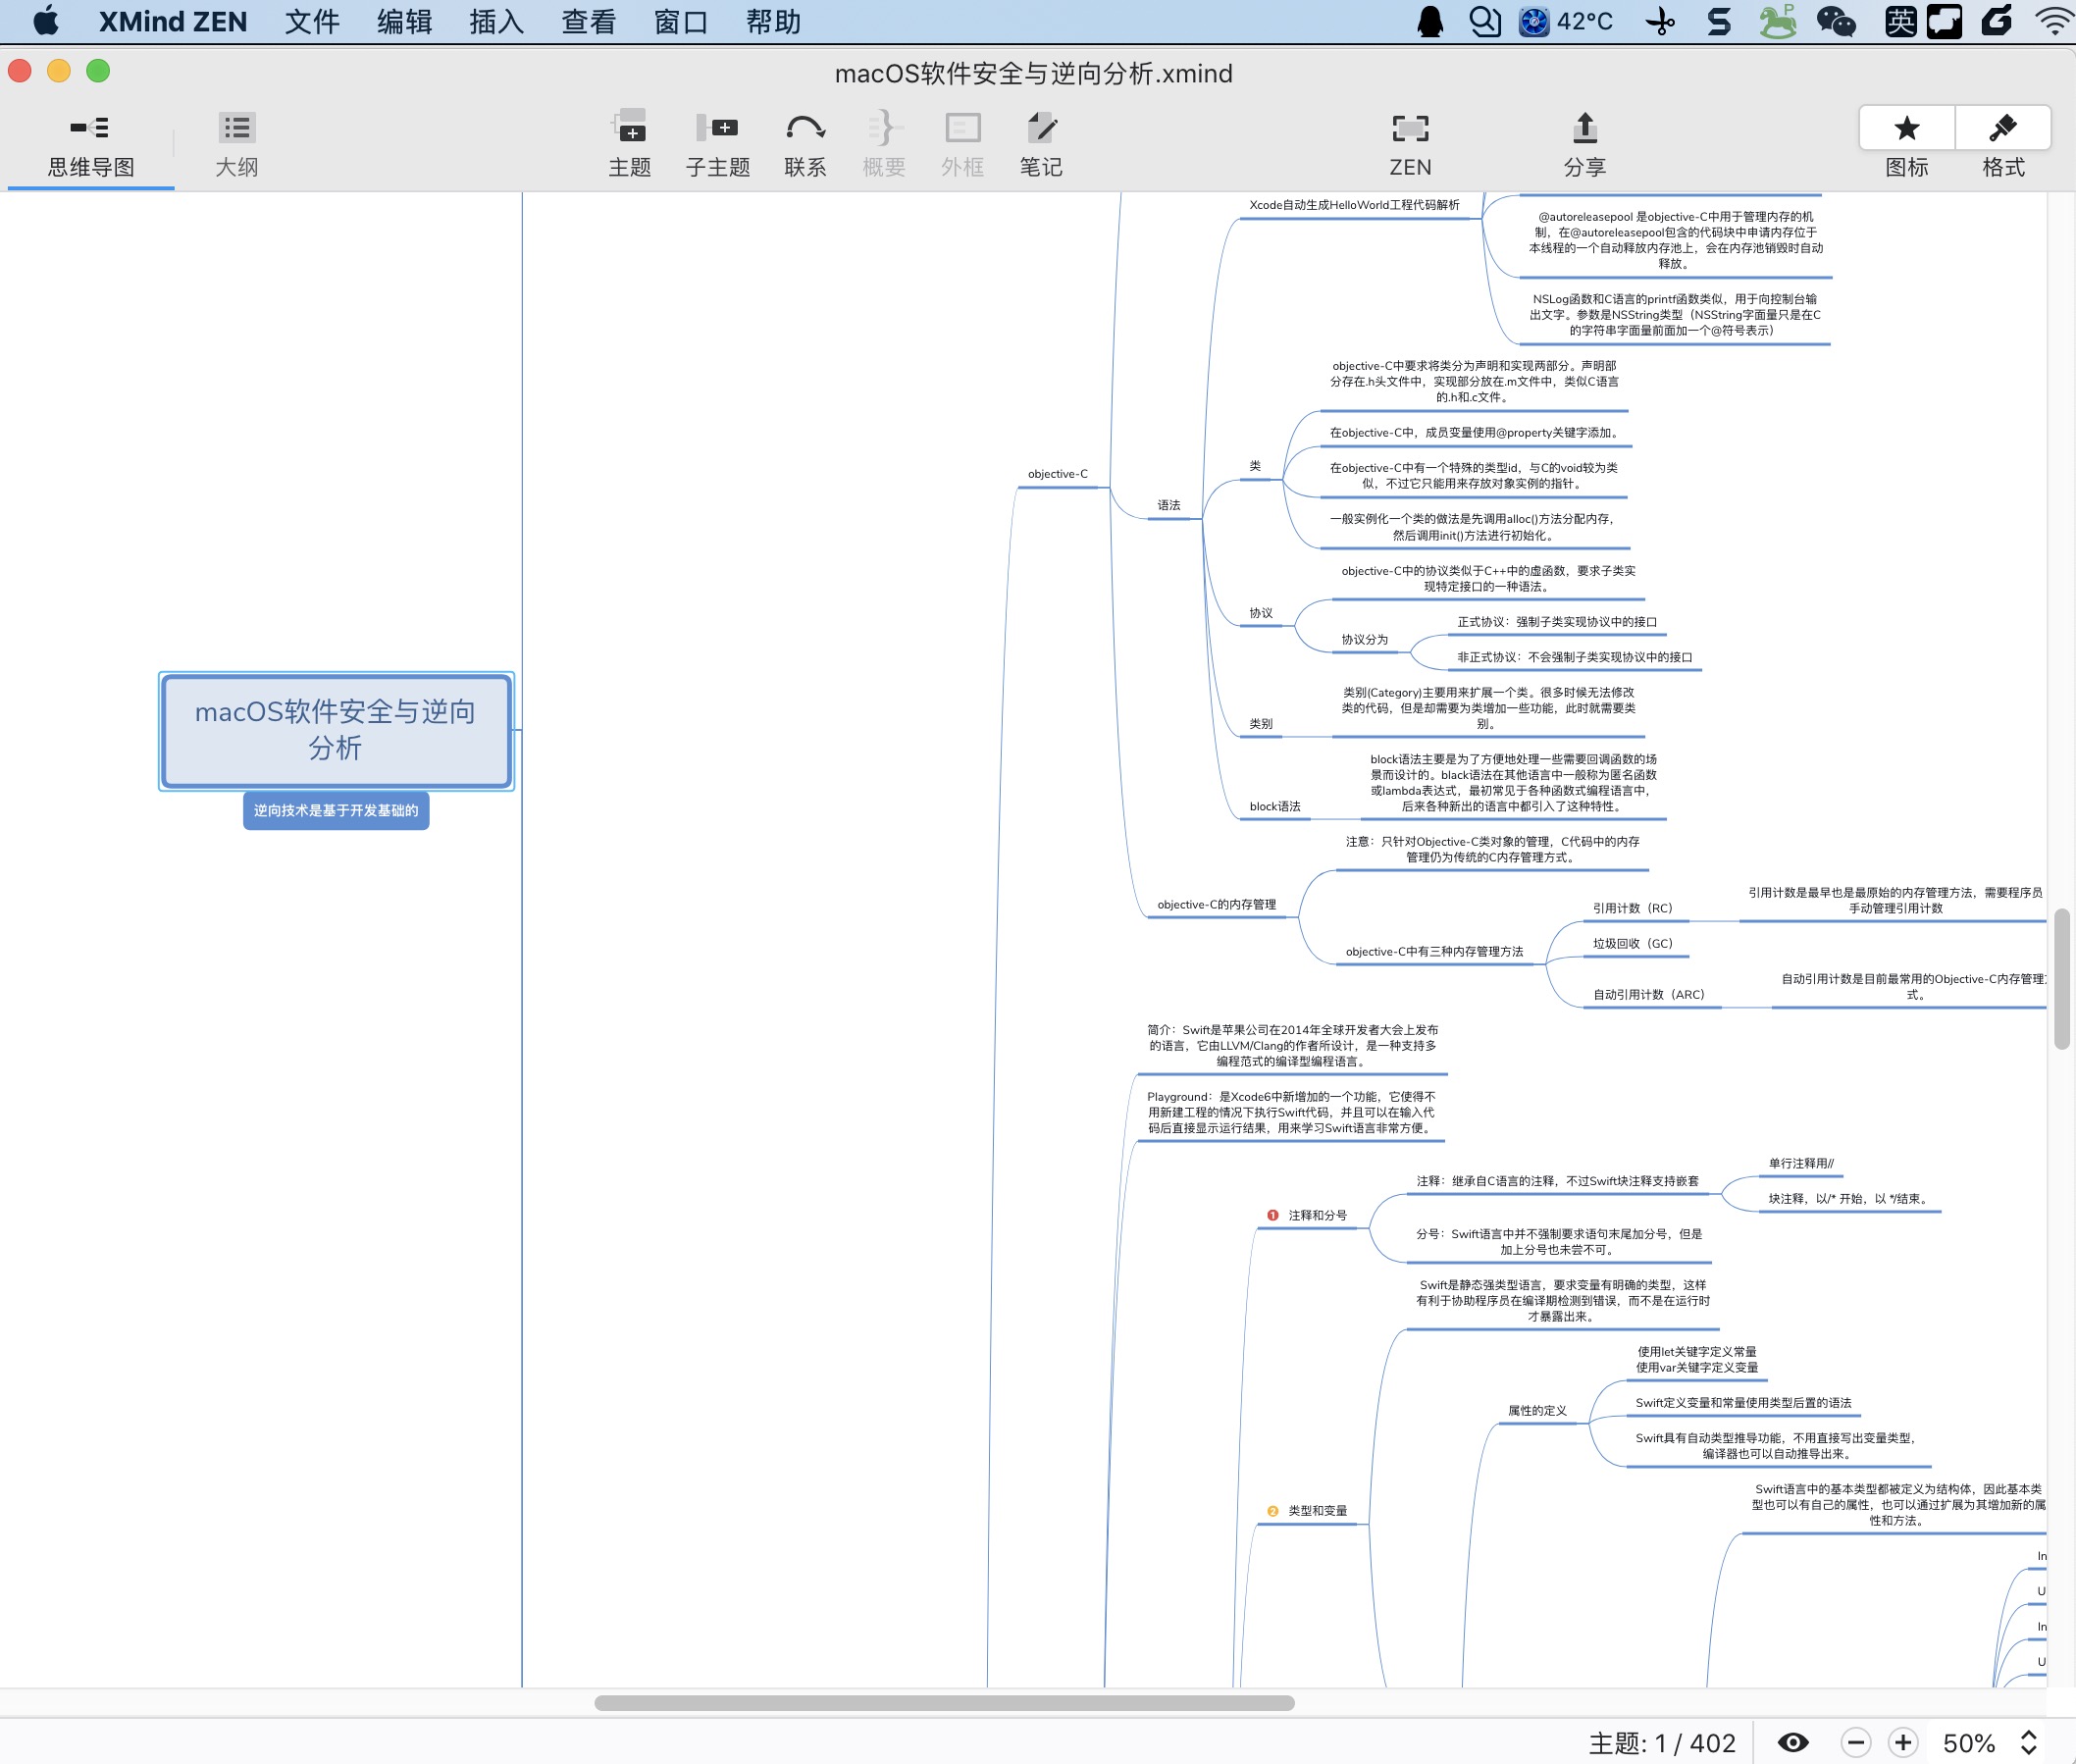 XMind ZEN 文件 编辑 插入 查看 窗口 帮助 42°C 英
macOS软件安全与逆向分析.xmind
思维导图 大纲 主题 子主题 联系 概要 外框 笔记 ZEN 分享 图标 格式
Xcode自动生成HelloWorld工程代码解析
@autoreleasepool 是objective-C中用于管理内存的机
制，在@autoreleasepool包含的代码块中申请内存位于
本线程的一个自动释放内存池上，会在内存池销毁时自动
释放。
NSLog函数和C语言的printf函数类似，用于向控制台输
出文字。参数是NSString类型（NSString字面量只是在C
的字符串字面量前面加一个@符号表示）
objective-C
语法
类
objective-C中要求将类分为声明和实现两部分。声明部
分存在.h头文件中，实现部分放在.m文件中，类似C语言
的.h和.c文件。
在objective-C中，成员变量使用@property关键字添加。
在objective-C中有一个特殊的类型id，与C的void较为类
似，不过它只能用来存放对象实例的指针。
一般实例化一个类的做法是先调用alloc()方法分配内存，
然后调用init()方法进行初始化。
协议
objective-C中的协议类似于C++中的虚函数，要求子类实
现特定接口的一种语法。
协议分为
正式协议：强制子类实现协议中的接口
非正式协议：不会强制子类实现协议中的接口
类别
类别(Category)主要用来扩展一个类。很多时候无法修改
类的代码，但是却需要为类增加一些功能，此时就需要类
别。
block语法
block语法主要是为了方便地处理一些需要回调函数的场
景而设计的。black语法在其他语言中一般称为匿名函数
或lambda表达式，最初常见于各种函数式编程语言中，
后来各种新出的语言中都引入了这种特性。
macOS软件安全与逆向
分析
逆向技术是基于开发基础的
objective-C的内存管理
注意：只针对Objective-C类对象的管理，C代码中的内存
管理仍为传统的C内存管理方式。
objective-C中有三种内存管理方法
引用计数（RC）
引用计数是最早也是最原始的内存管理方法，需要程序员
手动管理引用计数
垃圾回收（GC）
自动引用计数（ARC）
自动引用计数是目前最常用的Objective-C内存管理
式。
简介：Swift是苹果公司在2014年全球开发者大会上发布
的语言，它由LLVM/Clang的作者所设计，是一种支持多
编程范式的编译型编程语言。
Playground：是Xcode6中新增加的一个功能，它使得不
用新建工程的情况下执行Swift代码，并且可以在输入代
码后直接显示运行结果，用来学习Swift语言非常方便。
1 注释和分号
注释：继承自C语言的注释，不过Swift块注释支持嵌套
单行注释用//
块注释，以/* 开始，以 */结束。
分号：Swift语言中并不强制要求语句末尾加分号，但是
加上分号也未尝不可。
2 类型和变量
Swift是静态强类型语言，要求变量有明确的类型，这样
有利于协助程序员在编译期检测到错误，而不是在运行时
才暴露出来。
属性的定义
使用let关键字定义常量
使用var关键字定义变量
Swift定义变量和常量使用类型后置的语法
Swift具有自动类型推导功能，不用直接写出变量类型，
编译器也可以自动推导出来。
Swift语言中的基本类型都被定义为结构体，因此基本类
型也可以有自己的属性，也可以通过扩展为其增加新的属
性和方法。
In
U
In
U
主题: 1 / 402 50%